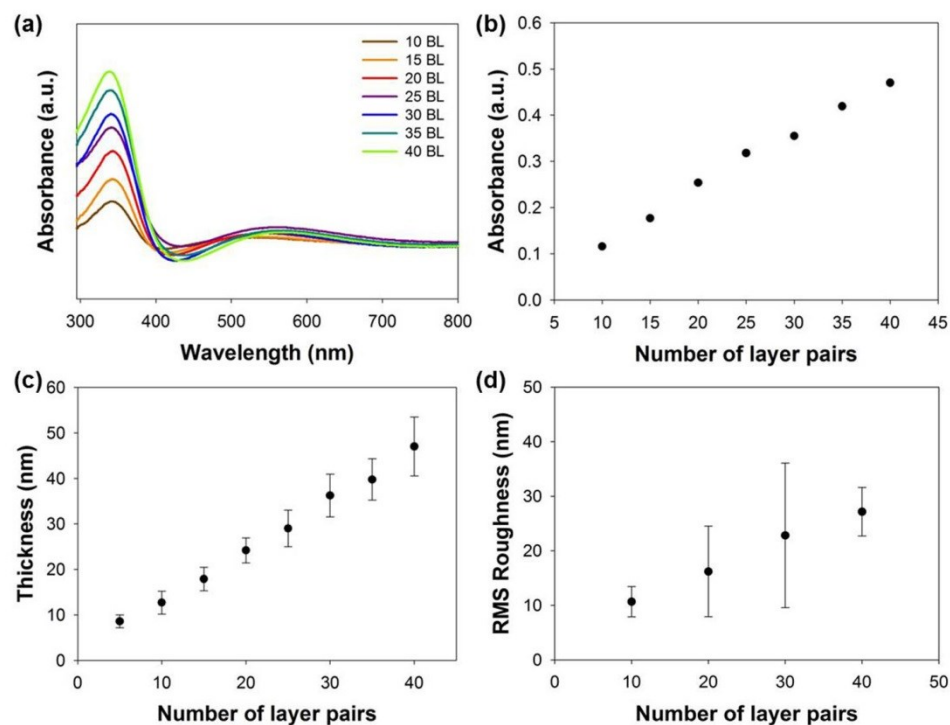 (a)
Absorbance (a.u.)
10 BL
15 BL
20 BL
25 BL
30 BL
35 BL
40 BL
300 400 500 600 700 800
Wavelength (nm)
(b)
Absorbance (a.u.)
0.6
0.5
0.4
0.3
0.2
0.1
0.0
5 10 15 20 25 30 35 40 45
Number of layer pairs
(c)
Thickness (nm)
60
50
40
30
20
10
0
0 10 20 30 40
Number of layer pairs
(d)
RMS Roughness (nm)
50
40
30
20
10
0
0 10 20 30 40 50
Number of layer pairs